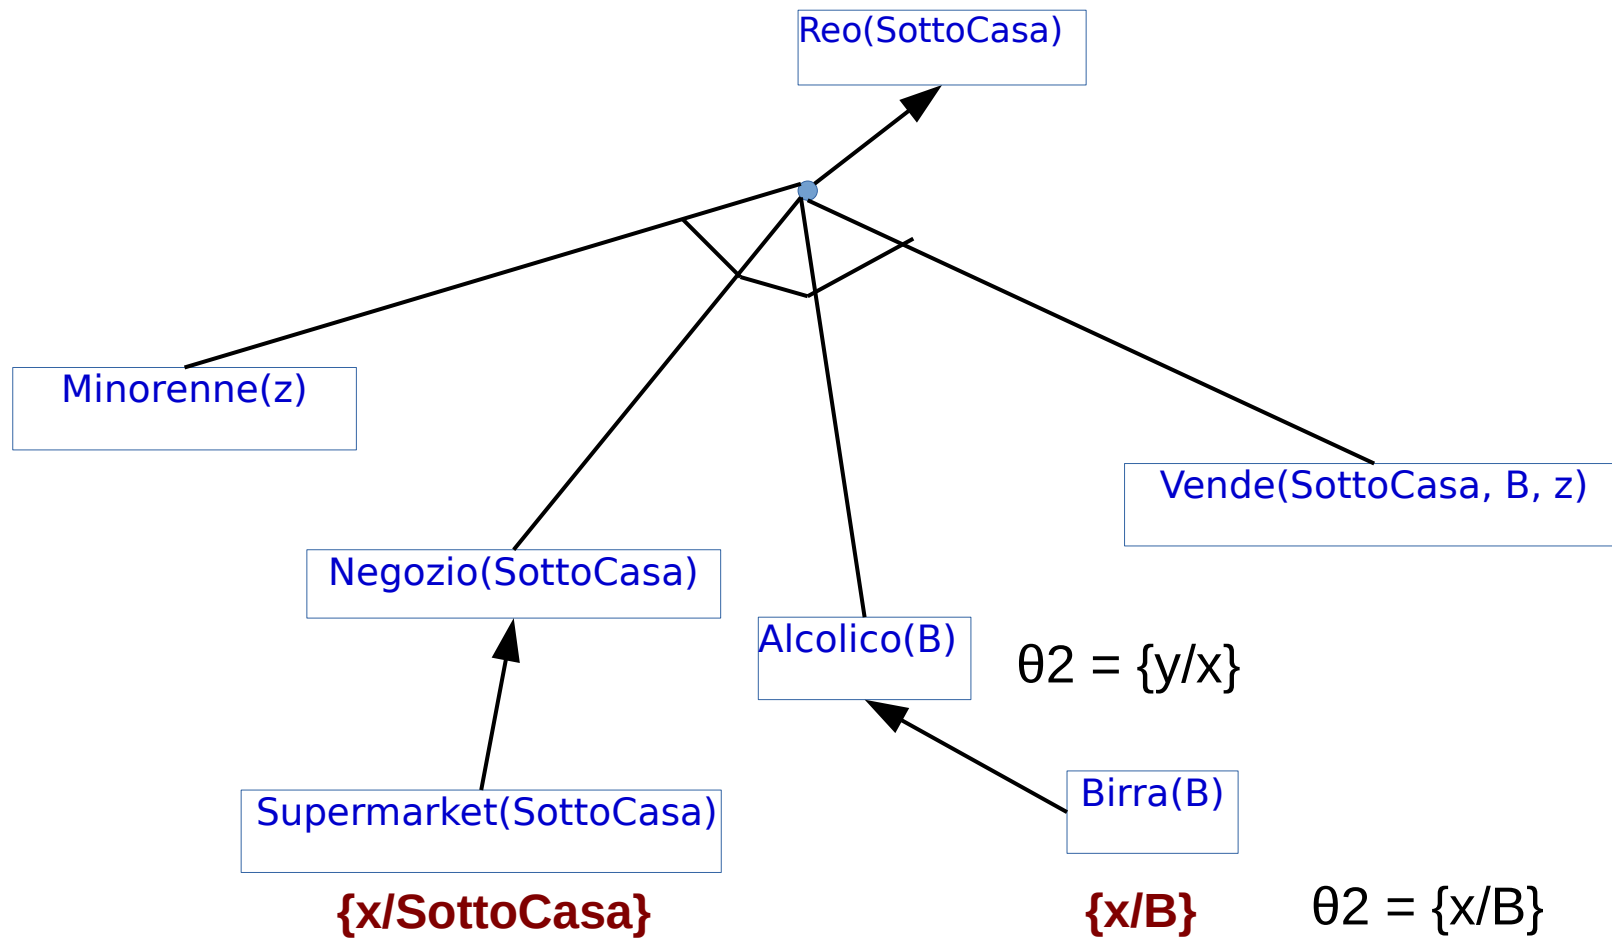 Reo(SottoCasa)
Minorenne(z)
Vende(SottoCasa, B, z)
Negozio(SottoCasa)
Alcolico(B)
θ2 = {y/x}
Birra(B)
Supermarket(SottoCasa)
{x/SottoCasa}
{x/B}
θ2 = {x/B}